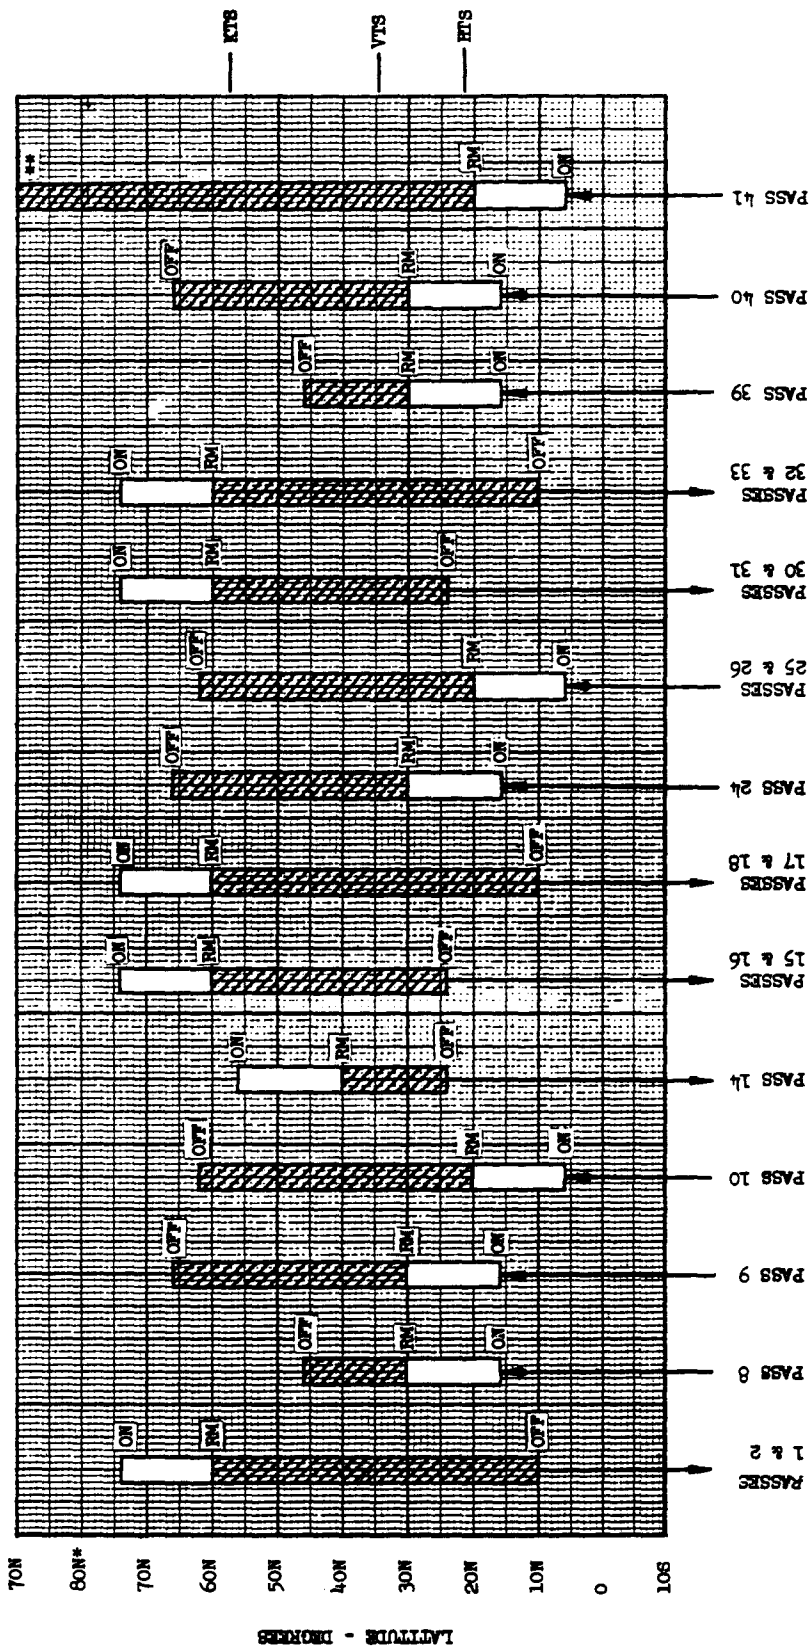 LATITUDE - DEGREES
70N
80N*
70N
60N
50N
40N
30N
20N
10N
0
10S
ON
RM
OFF
PASSES
1 & 2
OFF
RM
ON
PASS 8
OFF
RM
ON
PASS 9
OFF
RM
ON
PASS 10
ON
RM
OFF
PASS 14
ON
RM
OFF
PASSES
15 & 16
ON
RM
OFF
PASSES
17 & 18
OFF
RM
ON
PASS 24
OFF
RM
ON
PASSES
25 & 26
ON
RM
OFF
PASSES
30 & 31
ON
RM
OFF
PASSES
32 & 33
OFF
RM
ON
PASS 39
OFF
RM
ON
PASS 40
**
RM
ON
PASS 41
KTS
VTS
HTS